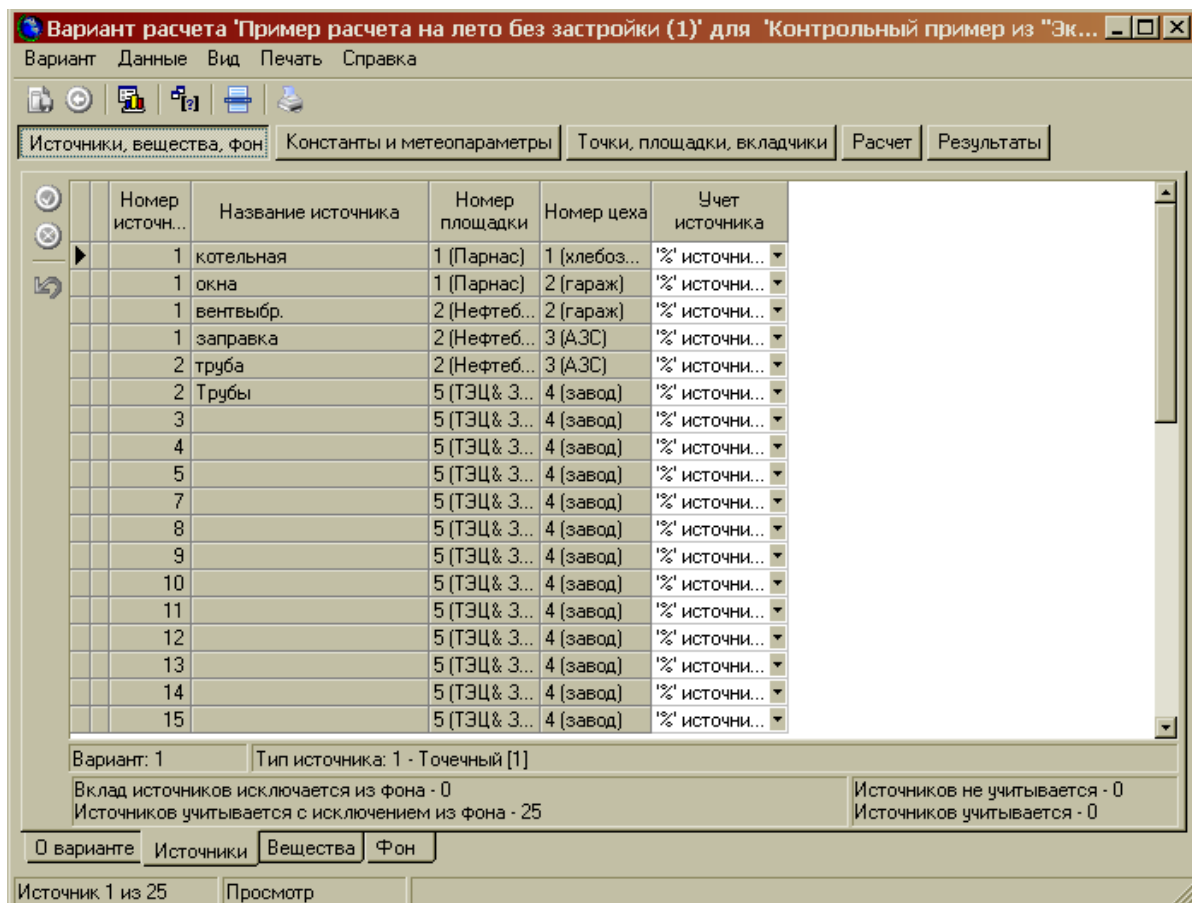 Вариант расчета 'Пример расчета на лето без застройки (1)' для 'Контрольный пример из "Эк...
Вариант Данные Вид Печать Справка
Источники, вещества, фон Константы и метеопараметры Точки, площадки, вкладчики Расчет Результаты
Номер источн... Название источника Номер площадки Номер цеха Учет источника
1 котельная 1 (Парнас) 1 (хлебоз... '%' источни...
1 окна 1 (Парнас) 2 (гараж) '%' источни...
1 вентвыбр. 2 (Нефтеб... 2 (гараж) '%' источни...
1 заправка 2 (Нефтеб... 3 (АЗС) '%' источни...
2 труба 2 (Нефтеб... 3 (АЗС) '%' источни...
2 Трубы 5 (ТЭЦ& З... 4 (завод) '%' источни...
3 5 (ТЭЦ& З... 4 (завод) '%' источни...
4 5 (ТЭЦ& З... 4 (завод) '%' источни...
5 5 (ТЭЦ& З... 4 (завод) '%' источни...
7 5 (ТЭЦ& З... 4 (завод) '%' источни...
8 5 (ТЭЦ& З... 4 (завод) '%' источни...
9 5 (ТЭЦ& З... 4 (завод) '%' источни...
10 5 (ТЭЦ& З... 4 (завод) '%' источни...
11 5 (ТЭЦ& З... 4 (завод) '%' источни...
12 5 (ТЭЦ& З... 4 (завод) '%' источни...
13 5 (ТЭЦ& З... 4 (завод) '%' источни...
14 5 (ТЭЦ& З... 4 (завод) '%' источни...
15 5 (ТЭЦ& З... 4 (завод) '%' источни...
Вариант: 1 Тип источника: 1 - Точечный [1]
Вклад источников исключается из фона - 0 Источников не учитывается - 0
Источников учитывается с исключением из фона - 25 Источников учитывается - 0
О варианте Источники Вещества Фон
Источник 1 из 25 Просмотр